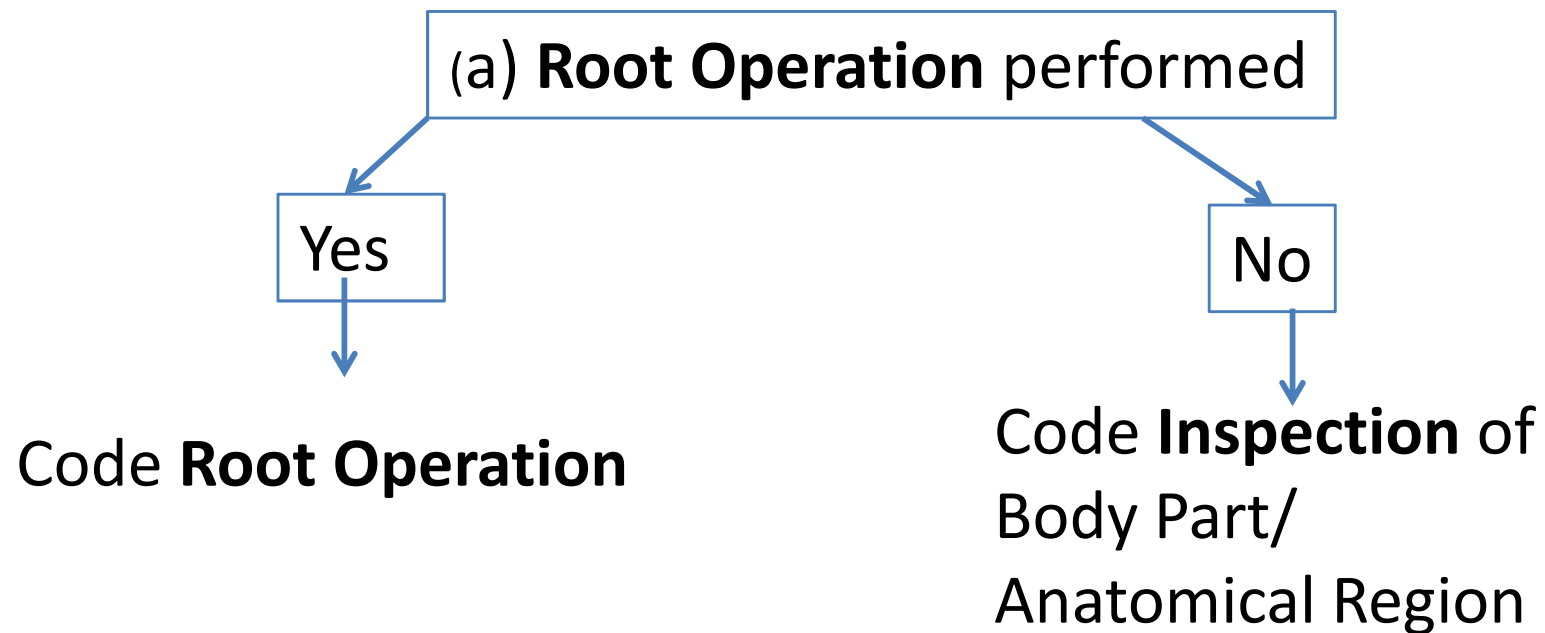 (a) Root Operation performed
Yes
No
Code Root Operation
Code Inspection of
Body Part/
Anatomical Region